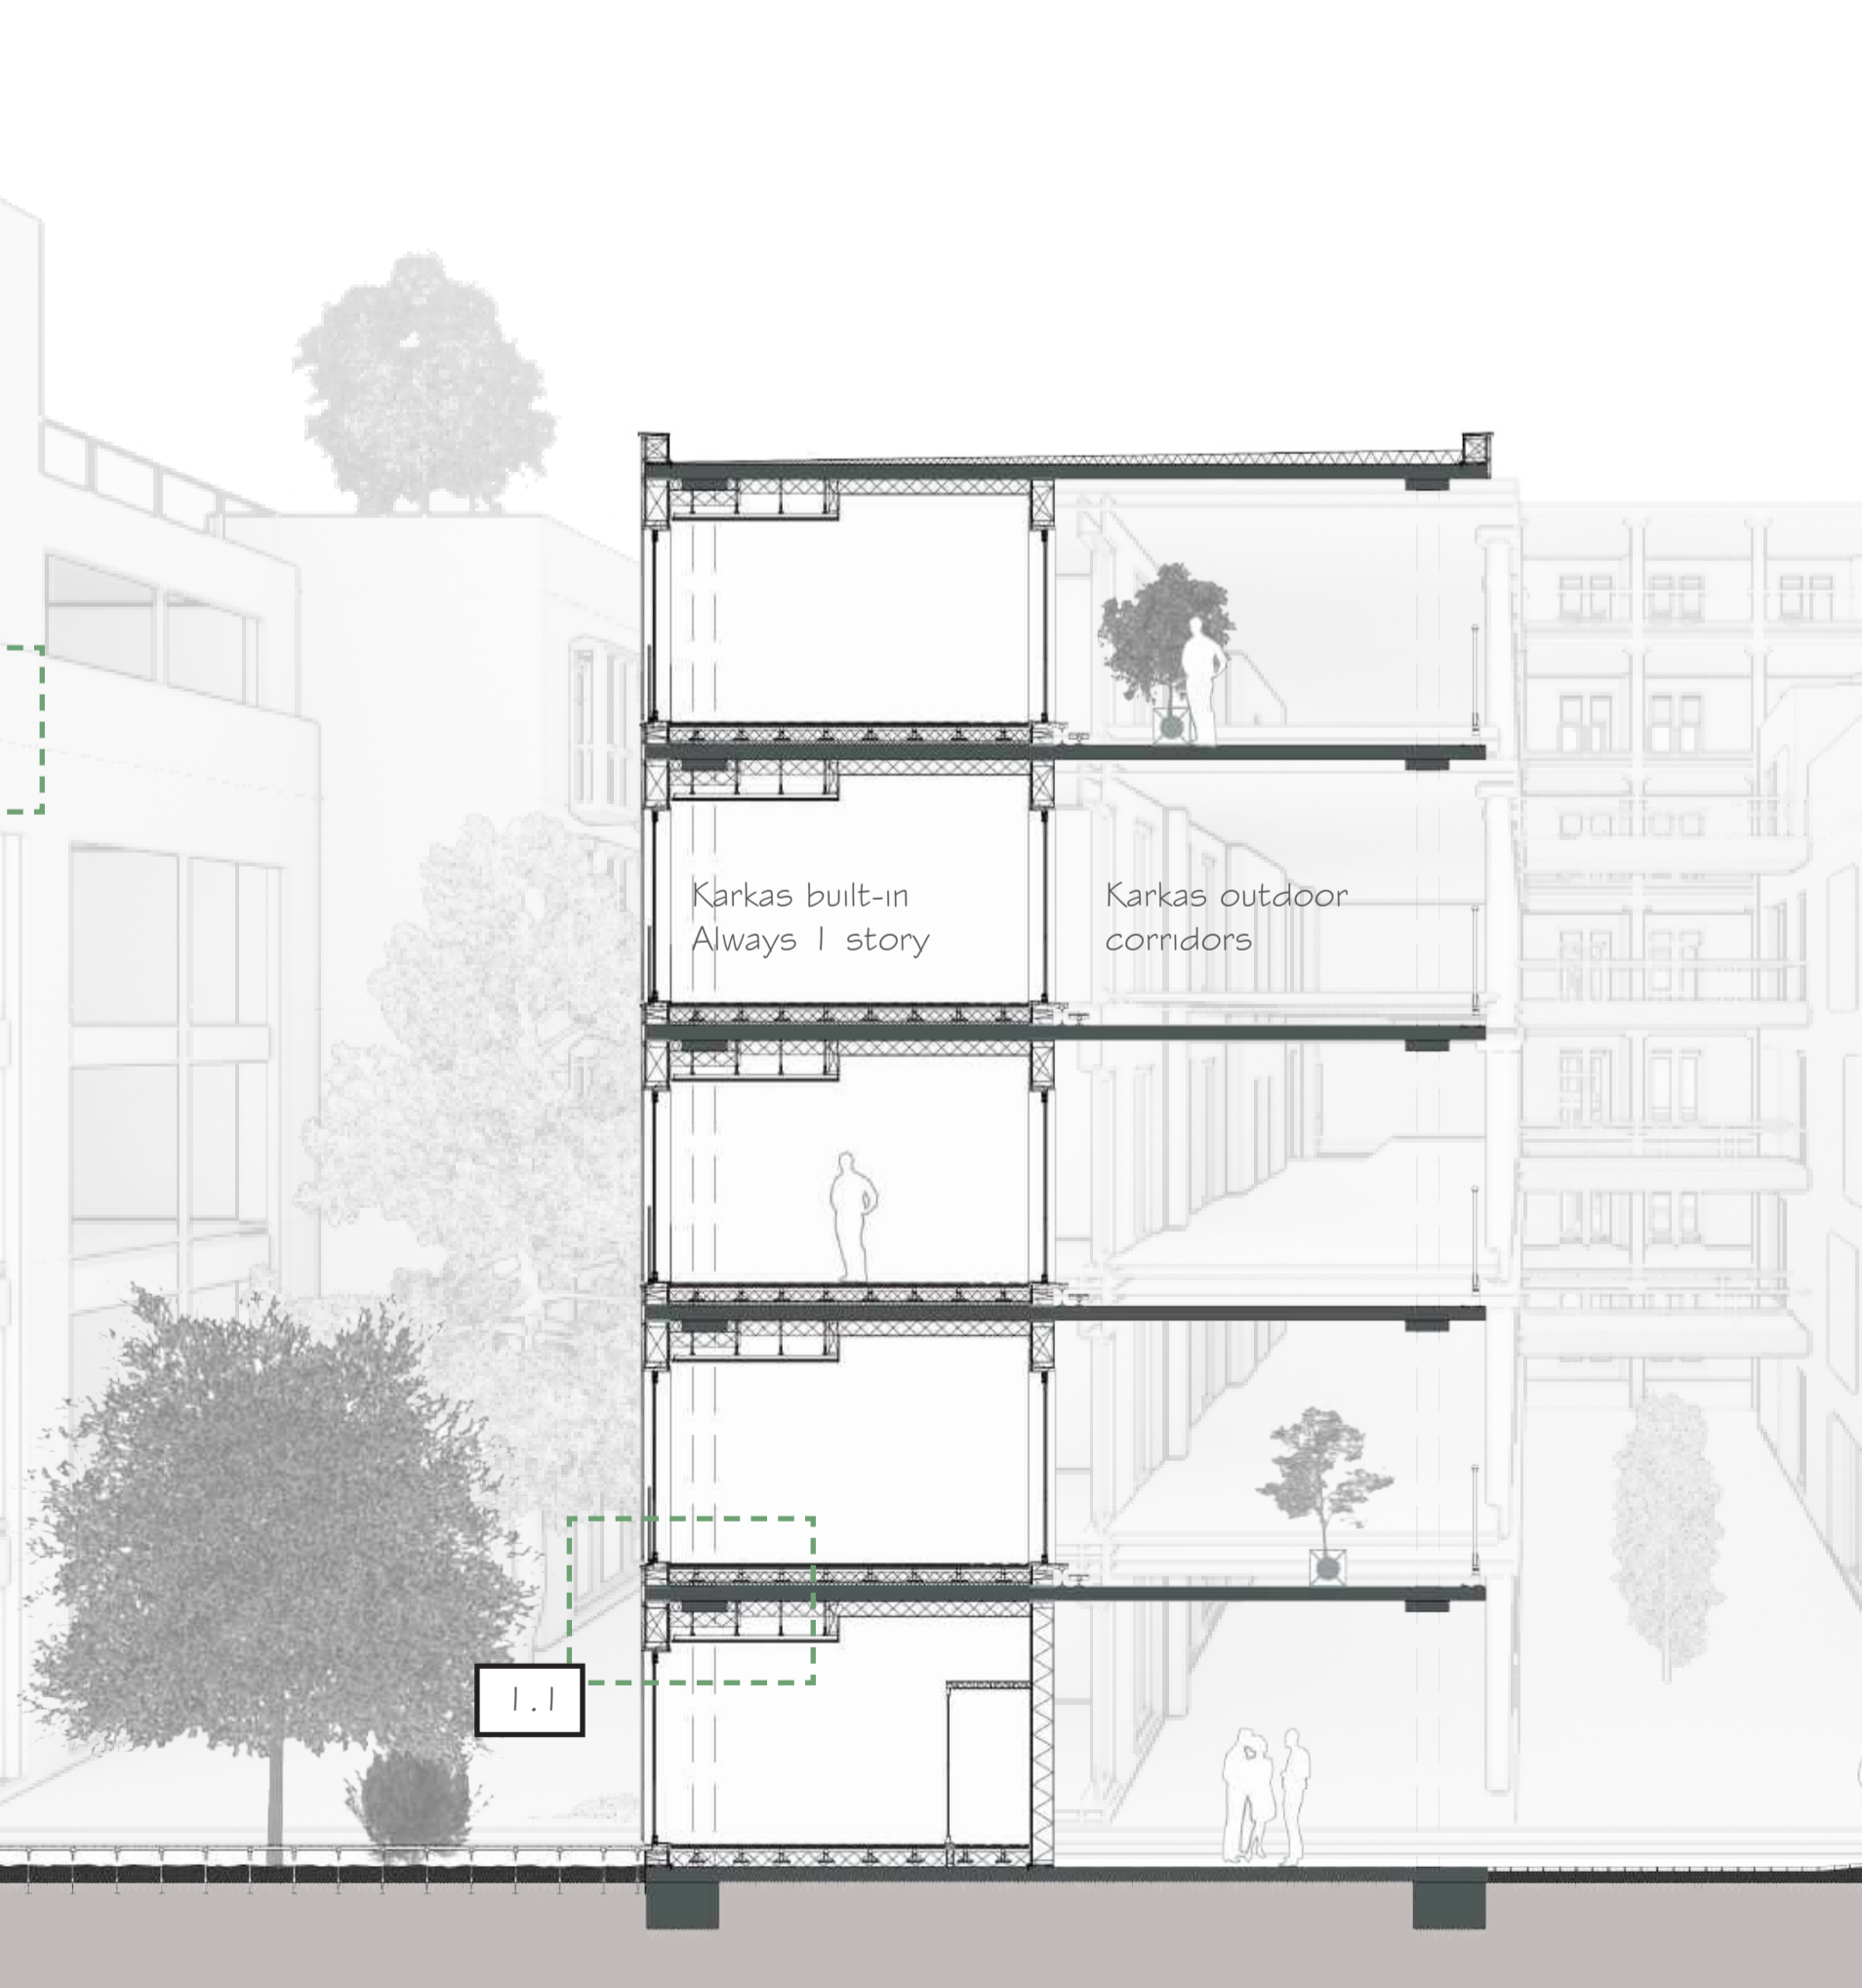 Karkas built-in
Always 1 story
Karkas outdoor
corridors
1.1